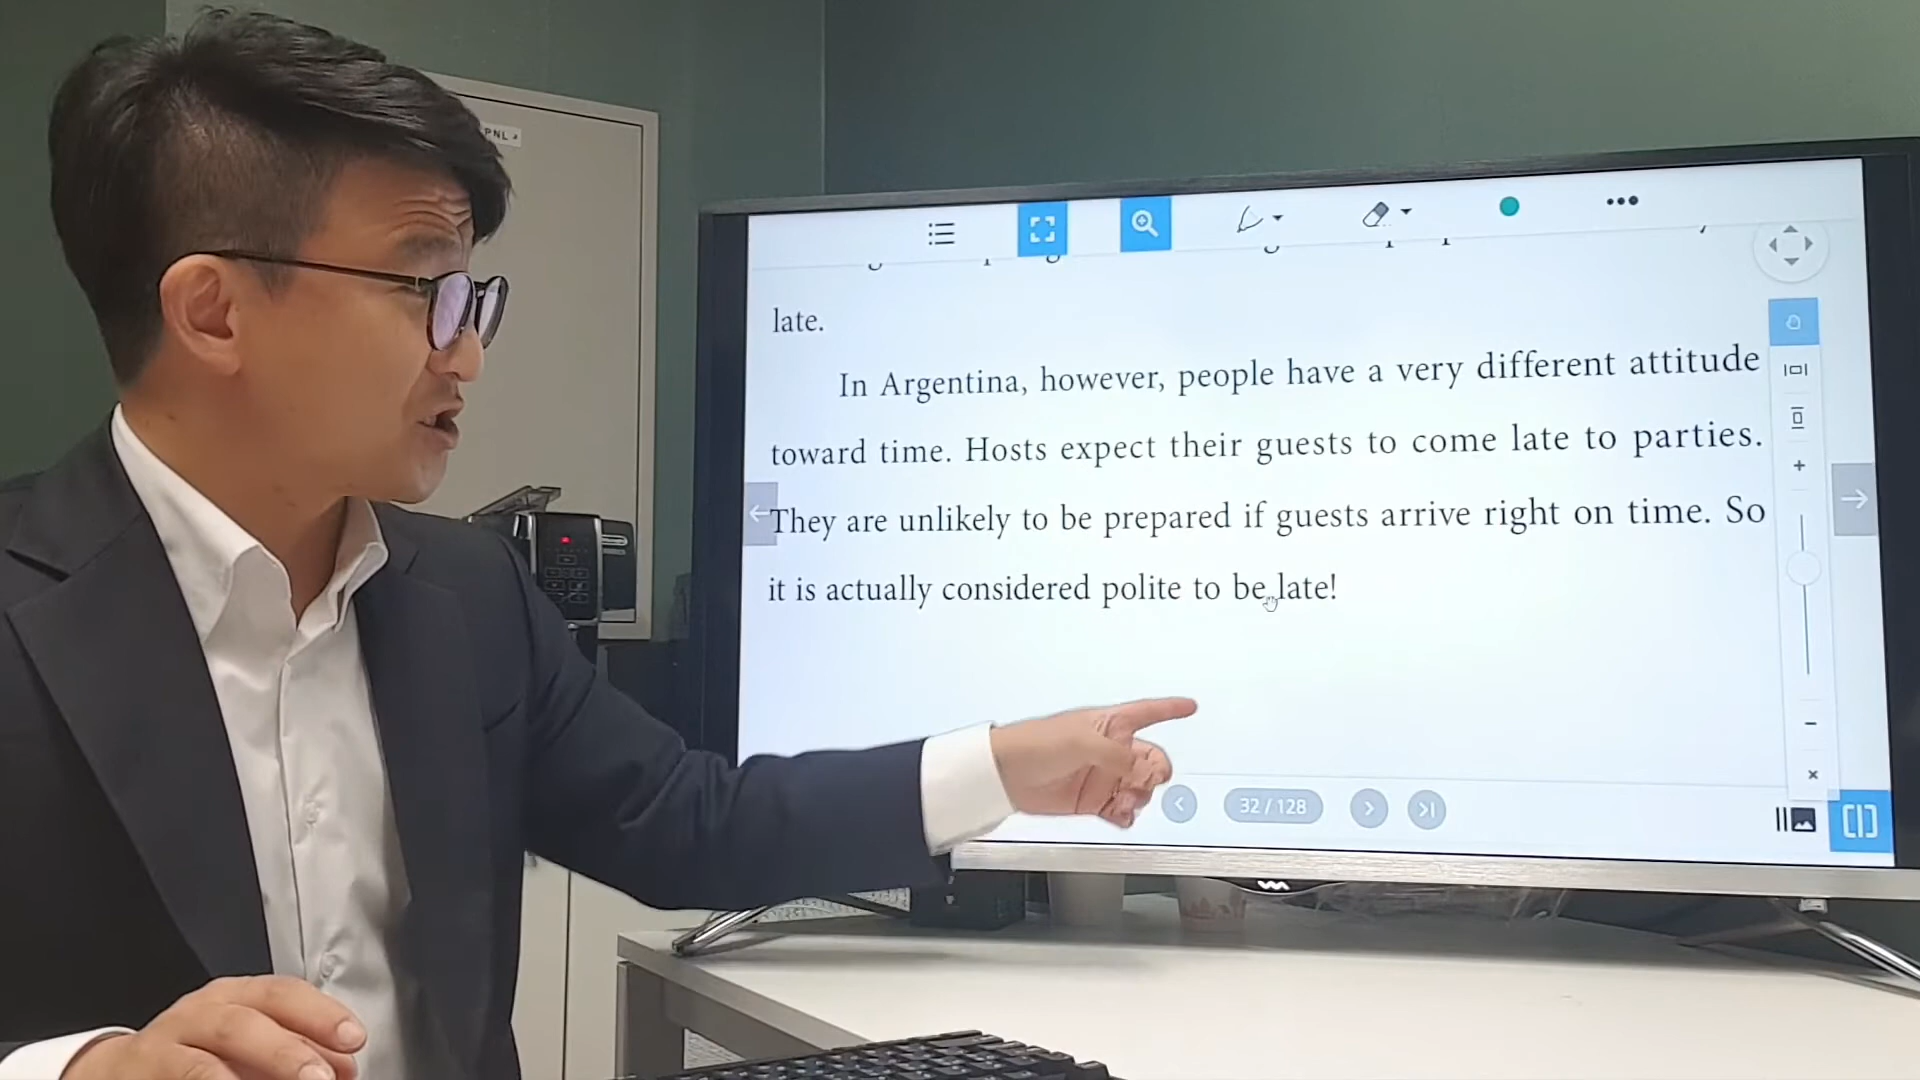 PNL
late.
In Argentina, however, people have a very different attitude
toward time. Hosts expect their guests to come late to parties.
They are unlikely to be prepared if guests arrive right on time. So
it is actually considered polite to be late!
32 / 128